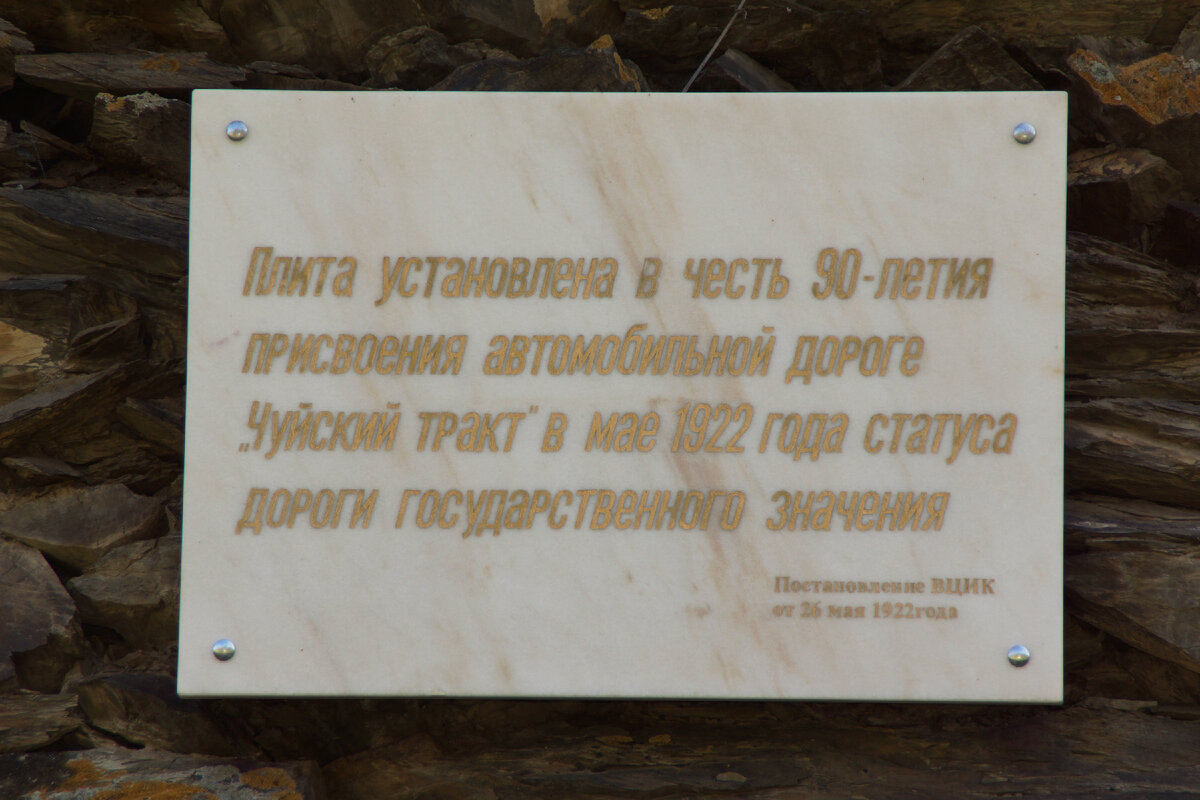 Плита установлена в честь 90-летия
присвоения автомобильной дороге
„Чуйский тракт" в мае 1922 года статуса
дороги государственного значения
Постановление ВЦИК
от 26 мая 1922года